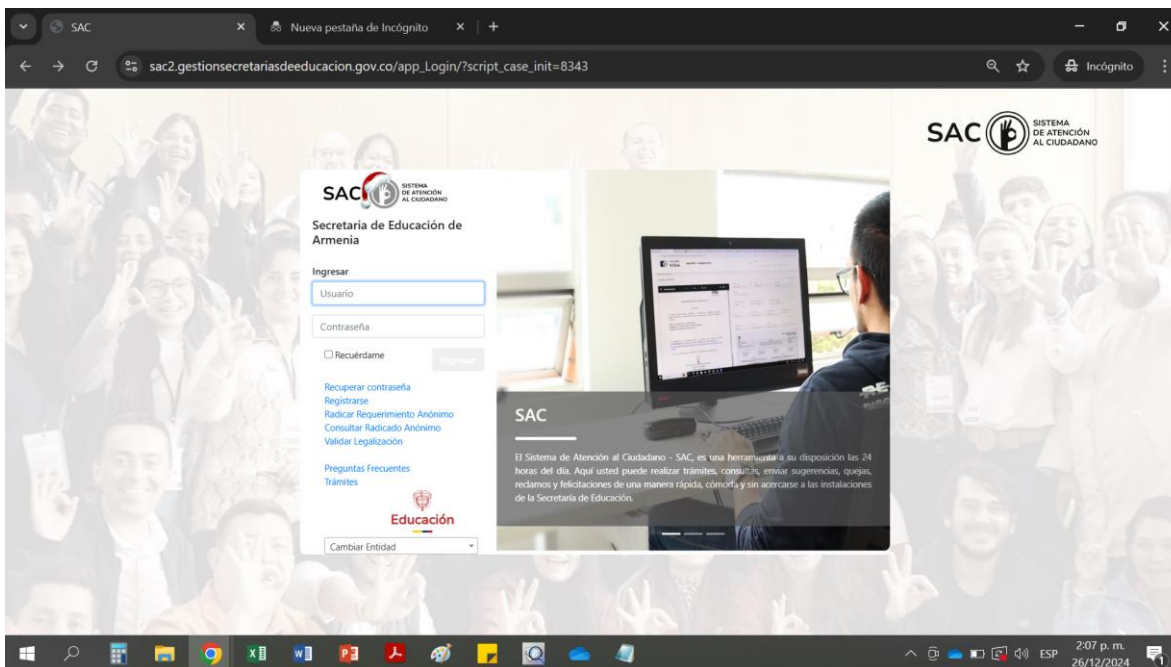 SAC
Nueva pestaña de Incógnito
sac2.gestionsecretariasdeeducacion.gov.co/app_Login/?script_case_init=8343
Incógnito
SAC
SISTEMA
DE ATENCIÓN
AL CIUDADANO
SAC
SISTEMA
DE ATENCIÓN
AL CIUDADANO
Secretaria de Educación de
Armenia
Ingresar
Usuario
Contraseña
Recuérdame
Ingresar
Recuperar contraseña
Registrarse
Radicar Requerimiento Anónimo
Consultar Radicado Anónimo
Validar Legalización
Preguntas Frecuentes
Trámites
Educación
Cambiar Entidad
SAC
El Sistema de Atención al Ciudadano - SAC, es una herramienta a su disposición las 24
horas del día. Aquí usted puede realizar trámites, consultas, enviar sugerencias, quejas,
reclamos y felicitaciones de una manera rápida, cómoda y sin acercarse a las instalaciones
de la Secretaría de Educación.
ESP
2:07 p. m.
26/12/2024